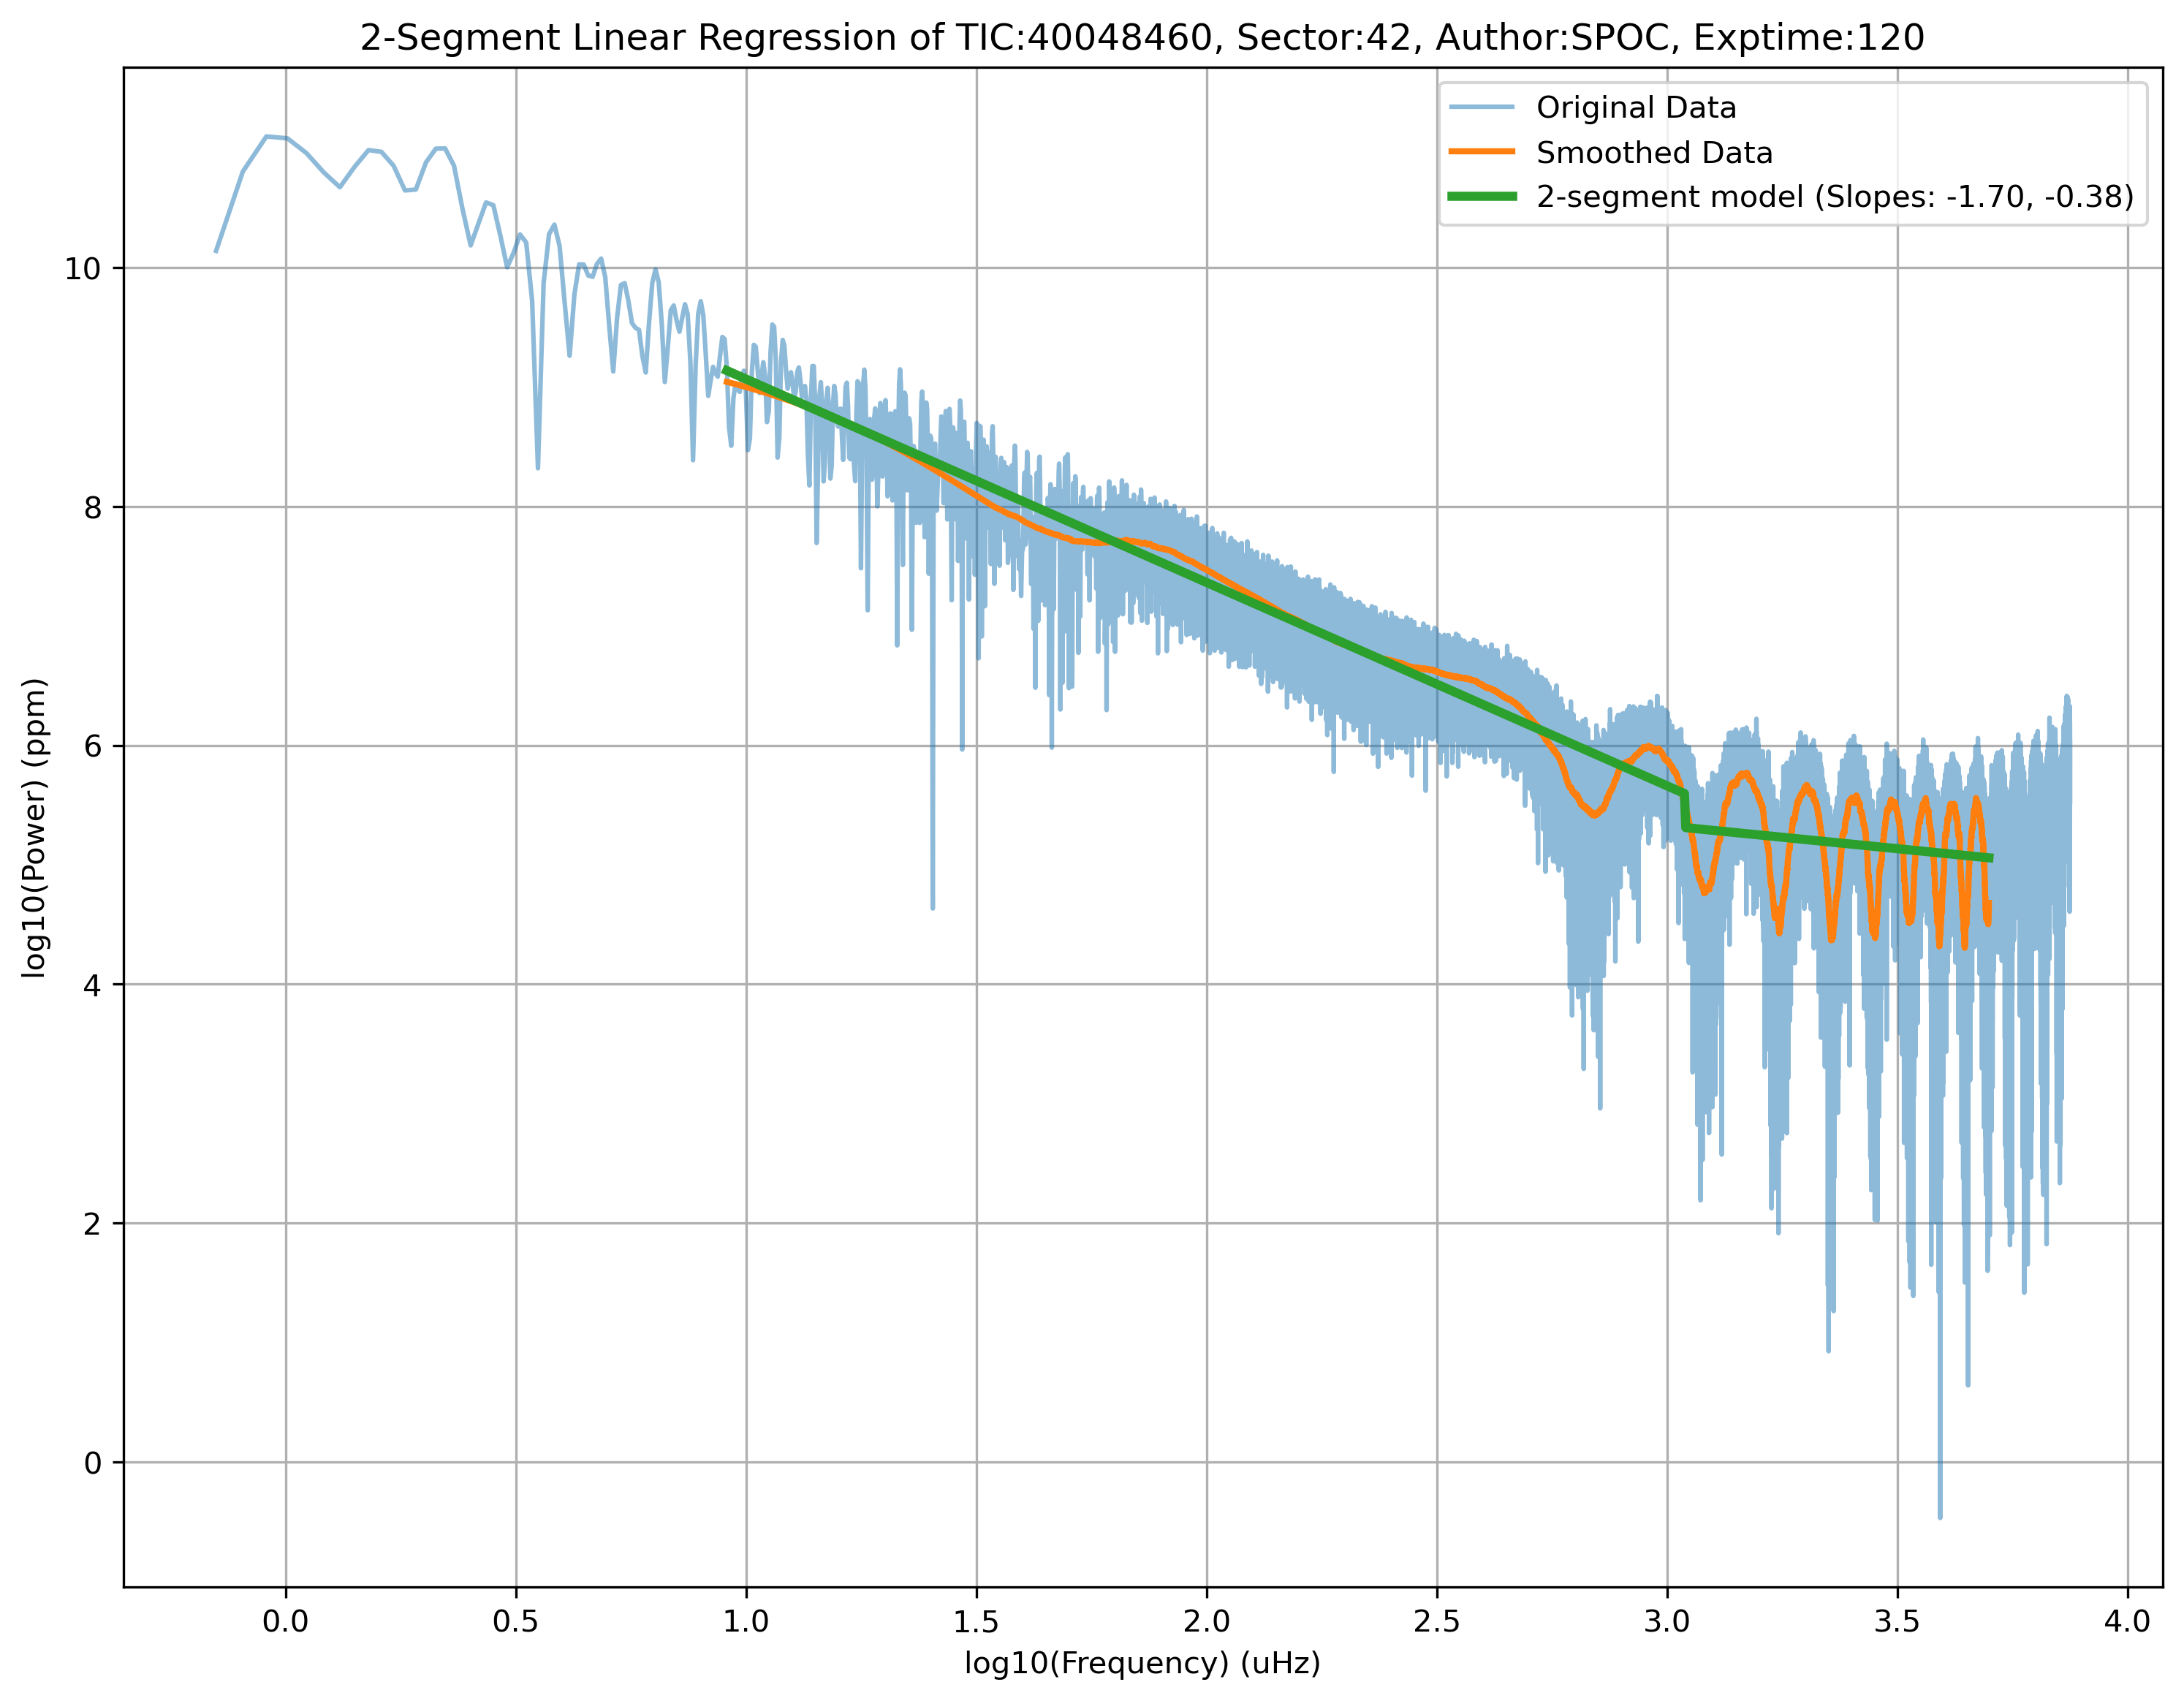 2-Segment Linear Regression of TIC:40048460, Sector:42, Author:SPOC, Exptime:120
Original Data
Smoothed Data
2-segment model (Slopes: -1.70, -0.38)
log10(Power) (ppm)
10
8
6
4
2
0
0.0 0.5 1.0 1.5 2.0 2.5 3.0 3.5 4.0
log10(Frequency) (uHz)